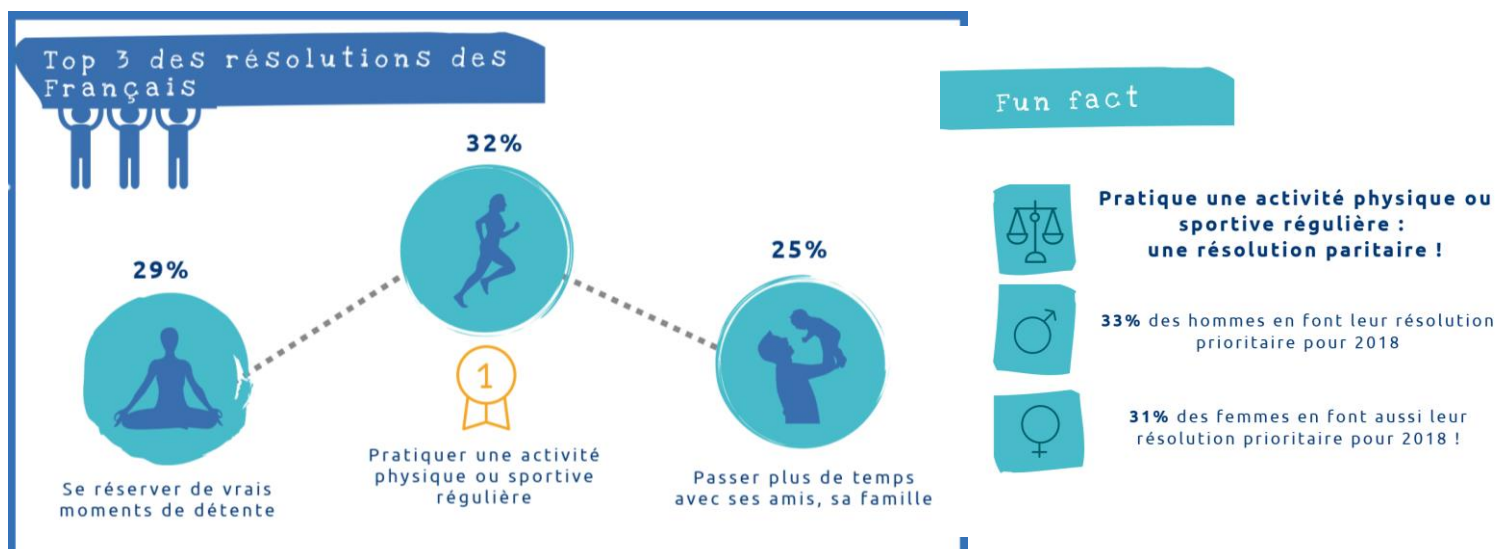 Top 3 des résolutions des
Français
32%
29%
25%
1
Pratiquer une activité
physique ou sportive
régulière
Se réserver de vrais
moments de détente
Passer plus de temps
avec ses amis, sa famille
Fun fact
Pratique une activité physique ou
sportive régulière :
une résolution paritaire !
33% des hommes en font leur résolution
prioritaire pour 2018
31% des femmes en font aussi leur
résolution prioritaire pour 2018 !